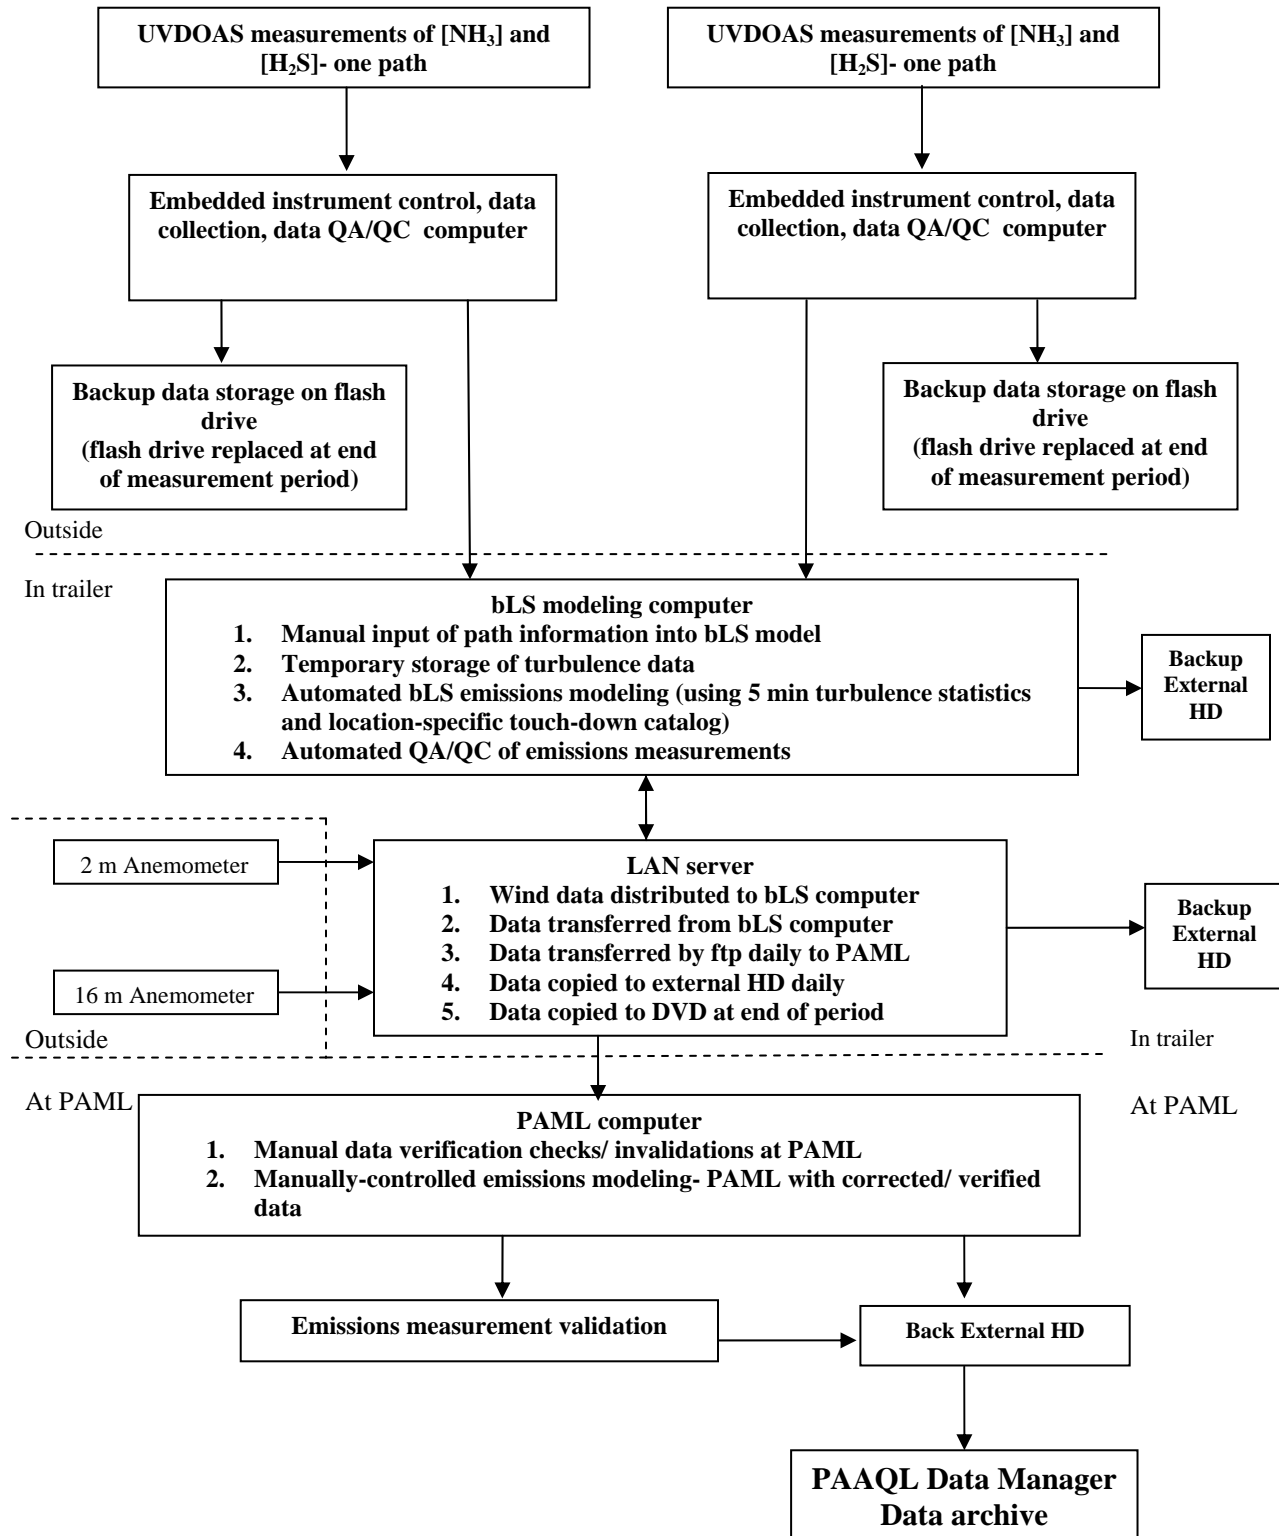 UVDOAS measurements of [NH₃] and
[H₂S]- one path
UVDOAS measurements of [NH₃] and
[H₂S]- one path
Embedded instrument control, data
collection, data QA/QC computer
Embedded instrument control, data
collection, data QA/QC computer
Backup data storage on flash
drive
(flash drive replaced at end
of measurement period)
Backup data storage on flash
drive
(flash drive replaced at end
of measurement period)
Outside
In trailer
bLS modeling computer
1. Manual input of path information into bLS model
2. Temporary storage of turbulence data
3. Automated bLS emissions modeling (using 5 min turbulence statistics
and location-specific touch-down catalog)
4. Automated QA/QC of emissions measurements
Backup
External
HD
2 m Anemometer
16 m Anemometer
Outside
LAN server
1. Wind data distributed to bLS computer
2. Data transferred from bLS computer
3. Data transferred by ftp daily to PAML
4. Data copied to external HD daily
5. Data copied to DVD at end of period
Backup
External
HD
In trailer
At PAML
At PAML
PAML computer
1. Manual data verification checks/ invalidations at PAML
2. Manually-controlled emissions modeling- PAML with corrected/ verified
data
Emissions measurement validation
Back External HD
PAAQL Data Manager
Data archive